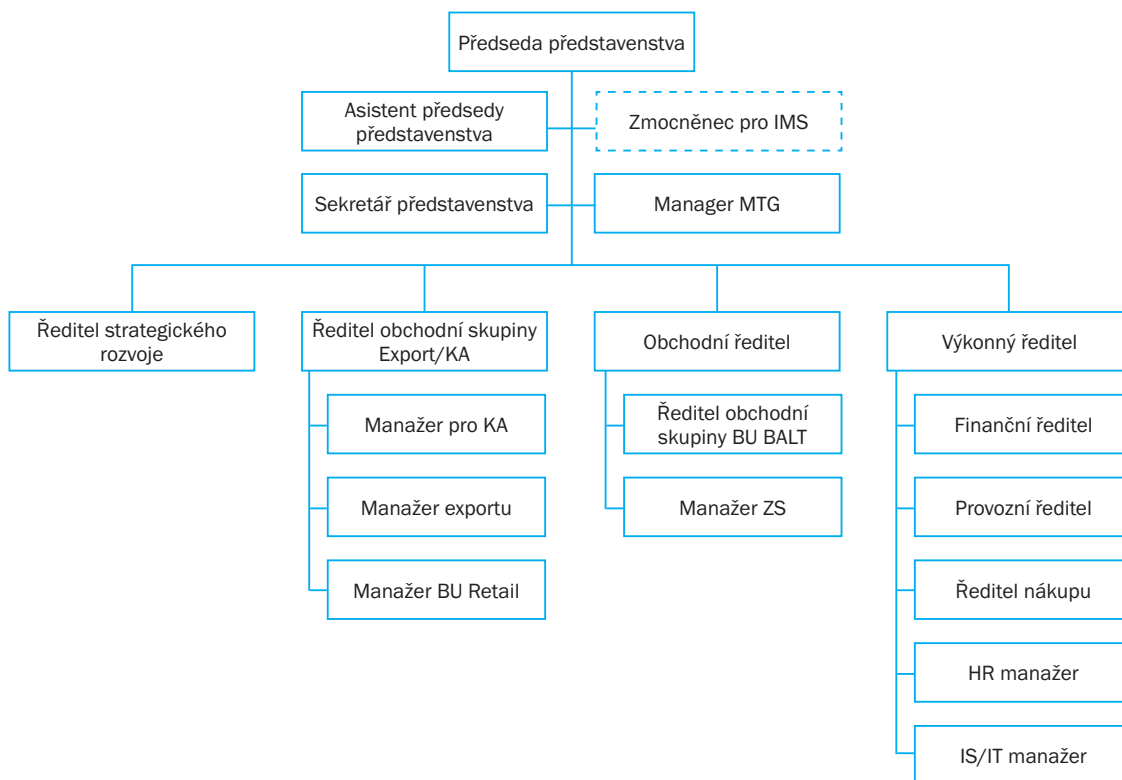 Předseda představenstva
Asistent předsedy
představenstva
Zmocněnec pro IMS
Sekretář představenstva
Manager MTG
Ředitel strategického
rozvoje
Ředitel obchodní skupiny
Export/KA
Obchodní ředitel
Výkonný ředitel
Manažer pro KA
Manažer exportu
Manažer BU Retail
Ředitel obchodní
skupiny BU BALT
Manažer ZS
Finanční ředitel
Provozní ředitel
Ředitel nákupu
HR manažer
IS/IT manažer